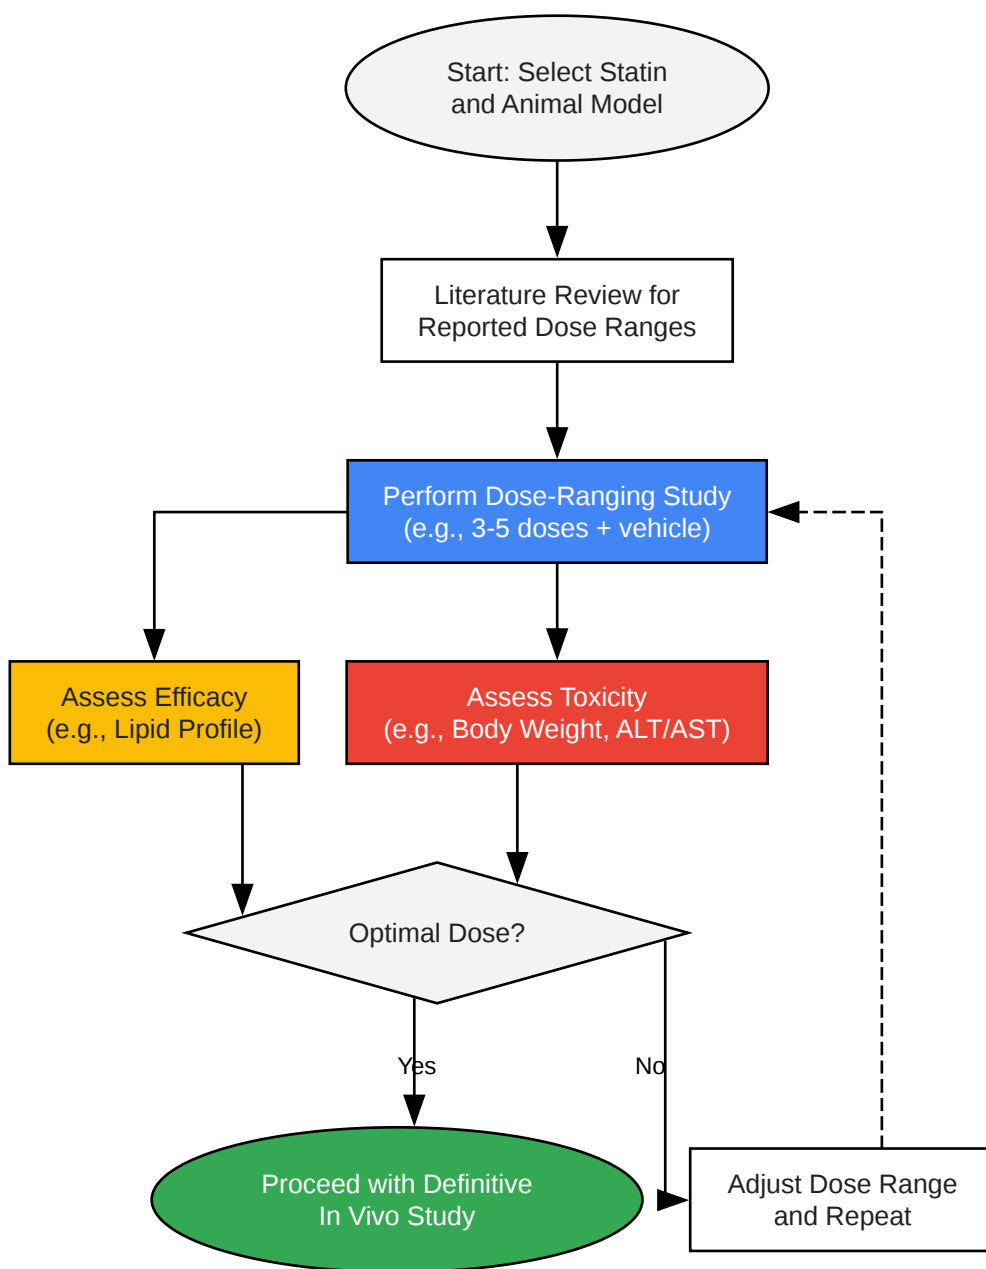 Start: Select Statin
and Animal Model
Literature Review for
Reported Dose Ranges
Perform Dose-Ranging Study
(e.g., 3-5 doses + vehicle)
Assess Efficacy
(e.g., Lipid Profile)
Assess Toxicity
(e.g., Body Weight, ALT/AST)
Optimal Dose?
Yes
No
Proceed with Definitive
In Vivo Study
Adjust Dose Range
and Repeat